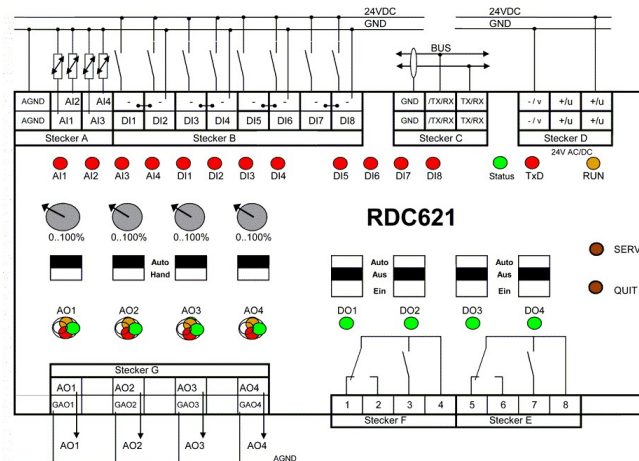 24VDC
GND
24VDC
GND
BUS
AGND AI2 AI4 - - - - - - - -
AGND AI1 AI3 DI1 DI2 DI3 DI4 DI5 DI6 DI7 DI8
GND /TX/RX TX/RX
GND /TX/RX TX/RX
- / v +/u +/u
- / v +/u +/u
Stecker A Stecker B Stecker C Stecker D
24V AC/DC
AI1 AI2 AI3 AI4 DI1 DI2 DI3 DI4 DI5 DI6 DI7 DI8 Status TxD RUN
RDC621
0..100% 0..100% 0..100% 0..100%
Auto
Hand
Auto
Aus
Ein
Auto
Aus
Ein
SERV
QUIT
AO1 AO2 AO3 AO4
DO1 DO2 DO3 DO4
Stecker G
AO1 AO2 AO3 AO4
GAO1 GAO2 GAO3 GAO4
1 2 3 4 5 6 7 8
Stecker F Stecker E
AO1 AO2 AO3 AO4
AGND